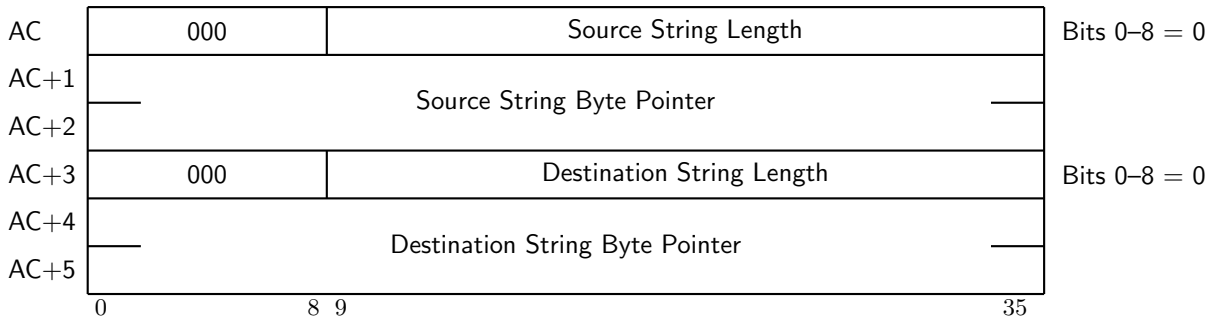 AC 000 Source String Length Bits 0–8 = 0
AC+1
Source String Byte Pointer
AC+2
AC+3 000 Destination String Length Bits 0–8 = 0
AC+4
Destination String Byte Pointer
AC+5
0 8 9 35